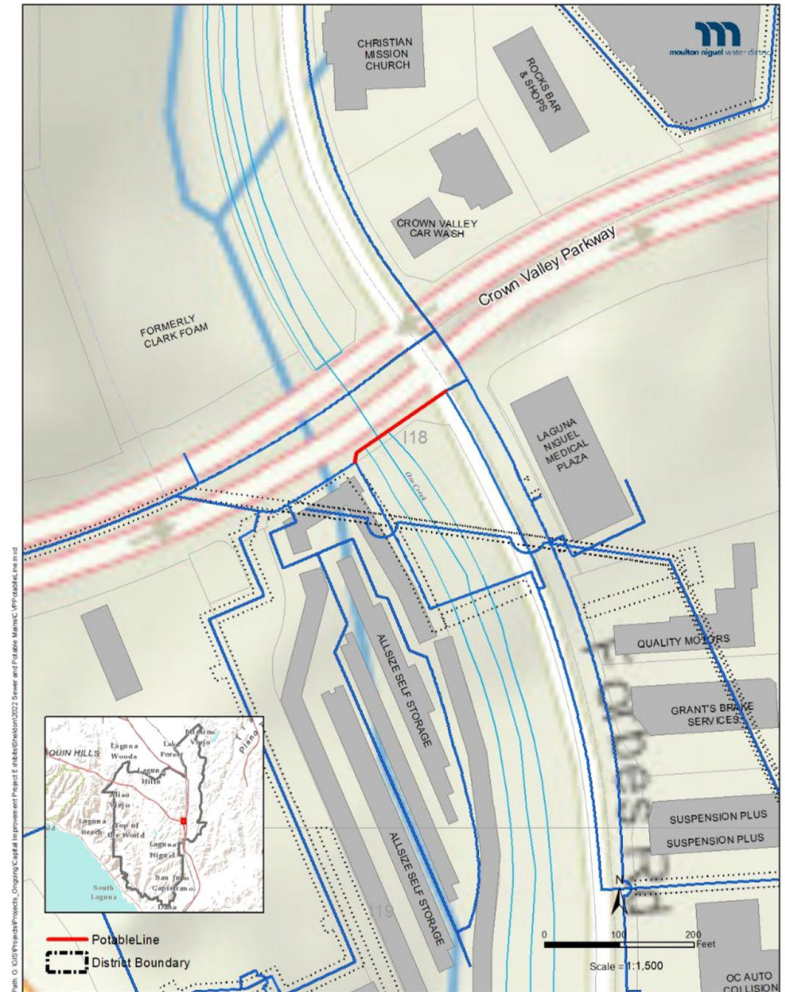 CHRISTIAN
MISSION
CHURCH
ROCKS BAR
& SHOPS
m
moulton niguel water district
CROWN VALLEY
CAR WASH
Crown Valley Parkway
FORMERLY
CLARK FOAM
LAGUNA
NIGUEL
MEDICAL
PLAZA
I18
Oso Creek
QUALITY MOTORS
ALLSIZE SELF STORAGE
GRANT'S BRAKE
SERVICES
Forbes Rd
SUSPENSION PLUS
SUSPENSION PLUS
ALLSIZE SELF STORAGE
I19
OC AUTO
COLLISION
QUIN HILLS
Laguna
Woods
Lake
Forest
Mission
Viejo
Plano
Laguna
Hills
Aliso
Viejo
Laguna
Beach
Top of
the World
Laguna
Niguel
San Juan
Capistrano
South
Laguna
Dana
PotableLine
District Boundary
N
0 100 200
Feet
Scale = 1:1,500